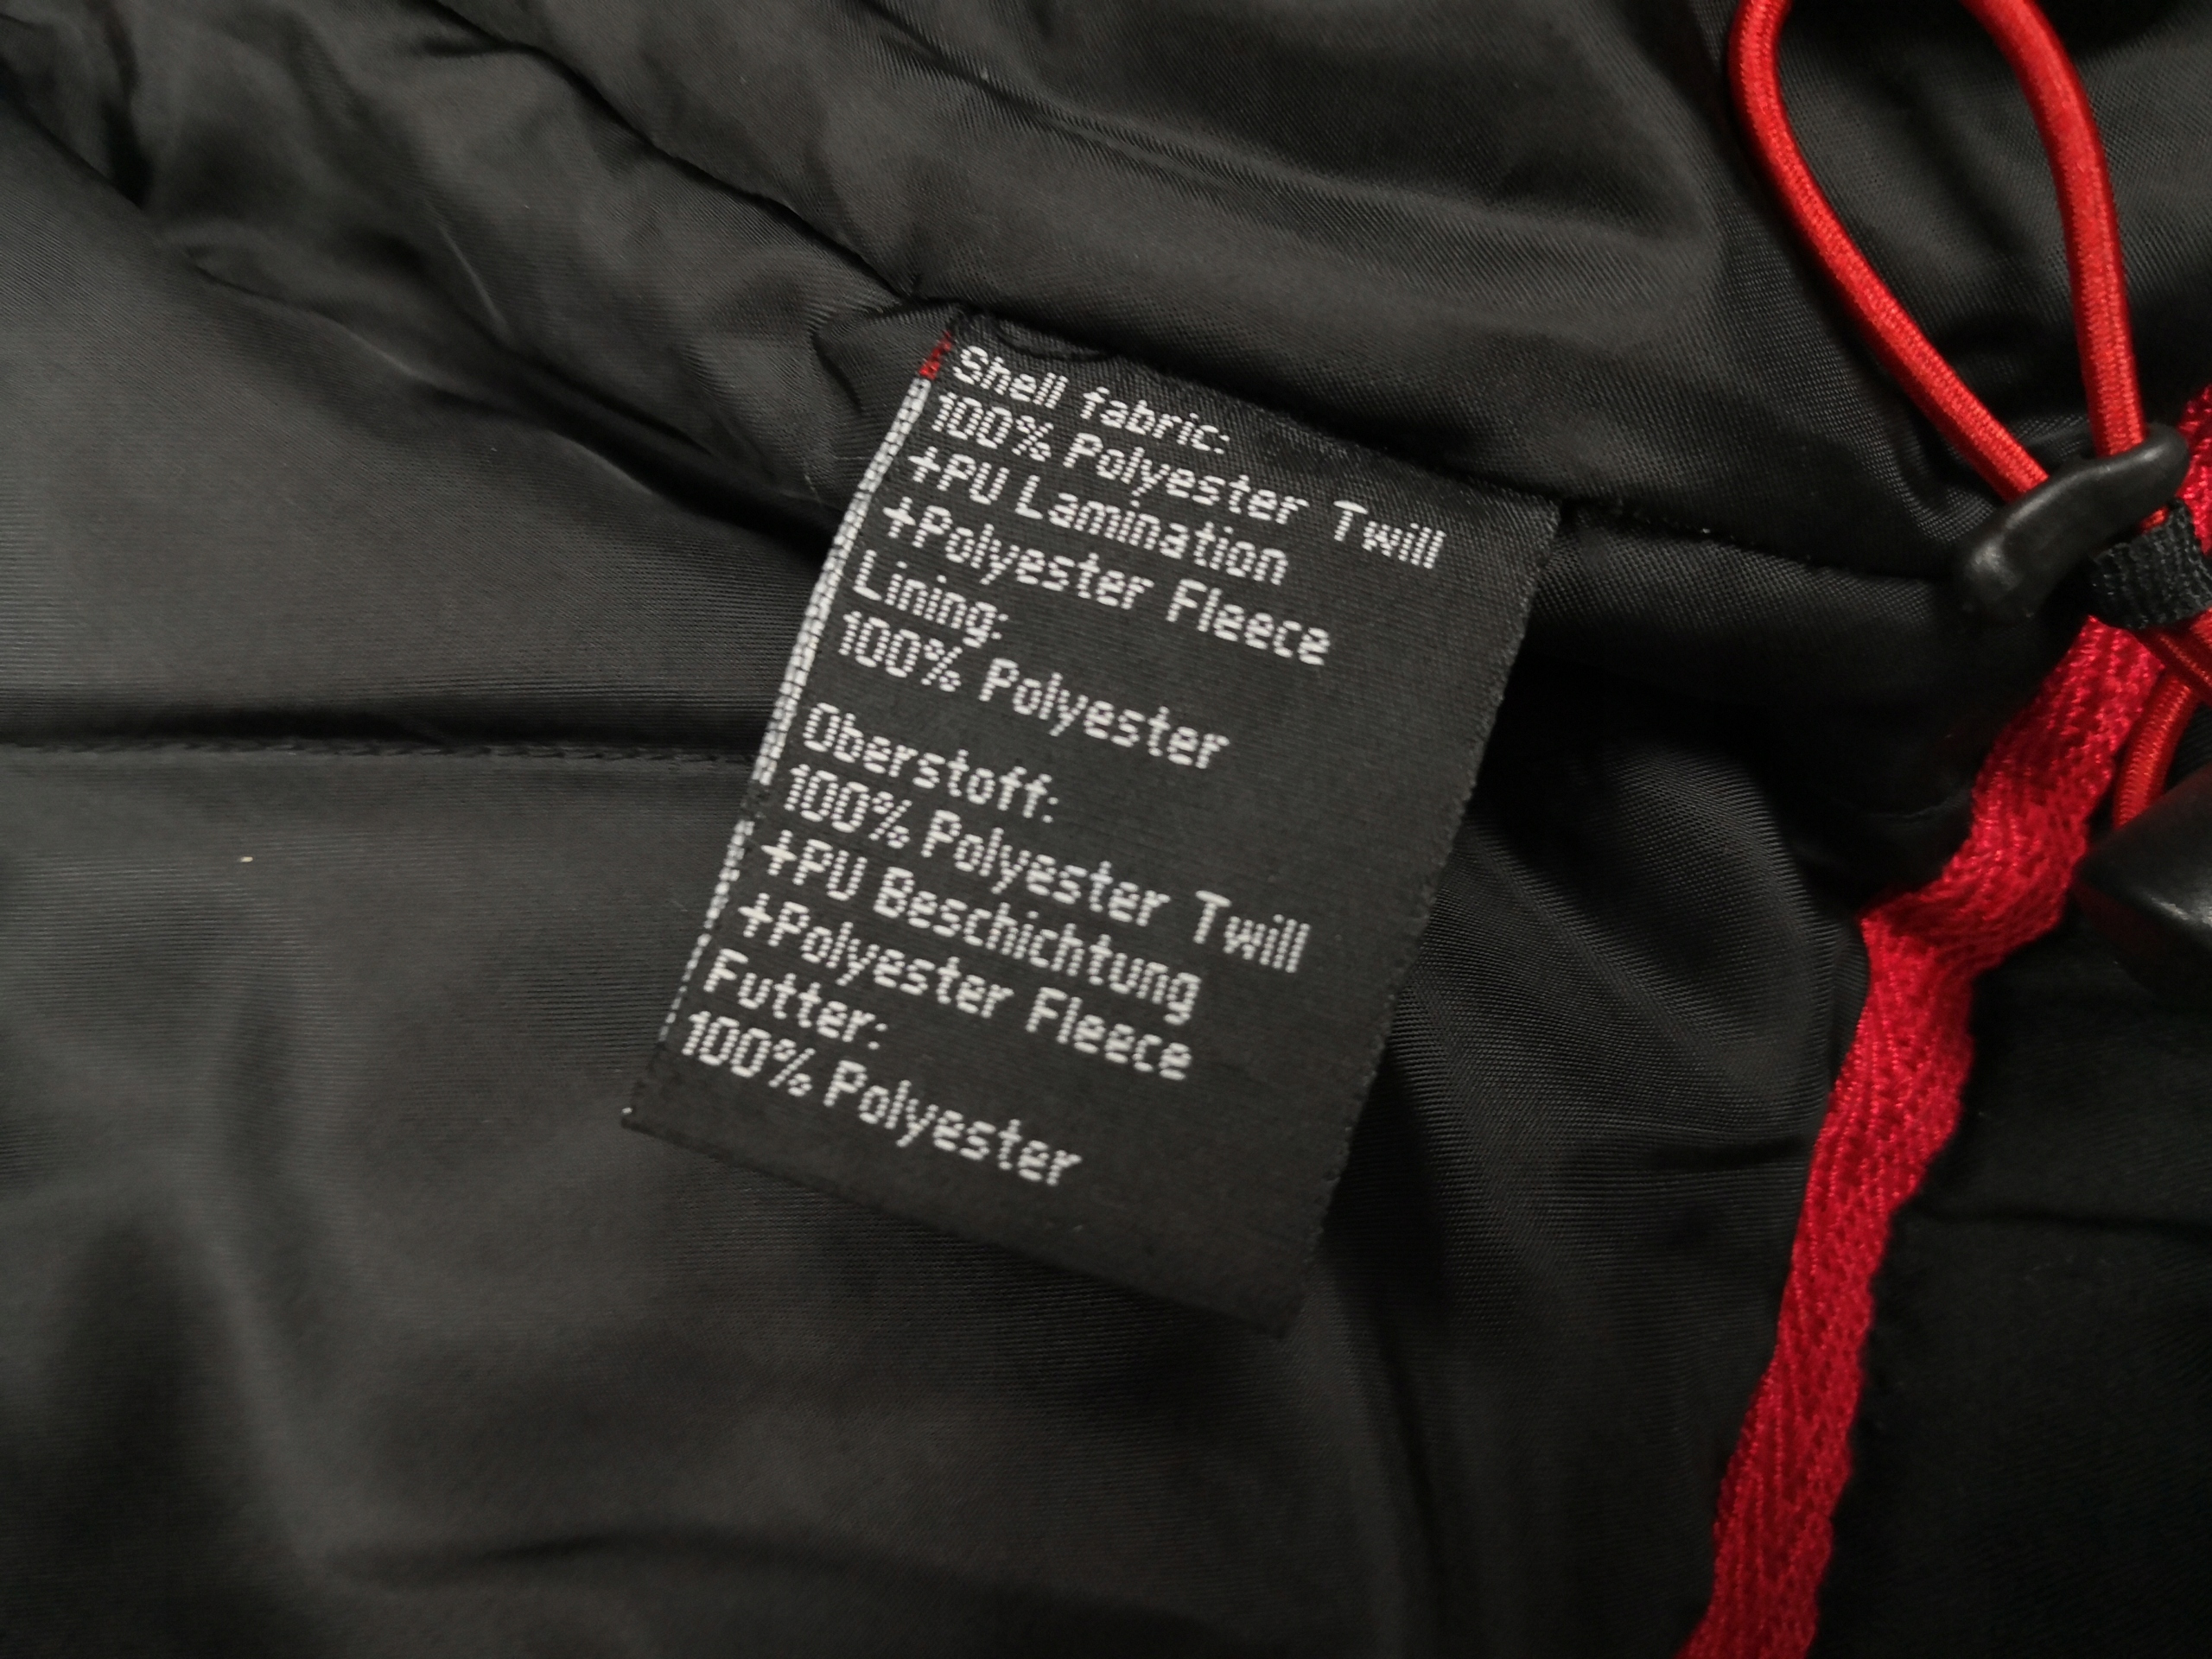 Shell fabric:
100% Polyester Twill
+PU Lamination
+Polyester Fleece
Lining:
100% Polyester
Oberstoff:
100% Polyester Twill
+PU Beschichtung
+Polyester Fleece
Futter:
100% Polyester